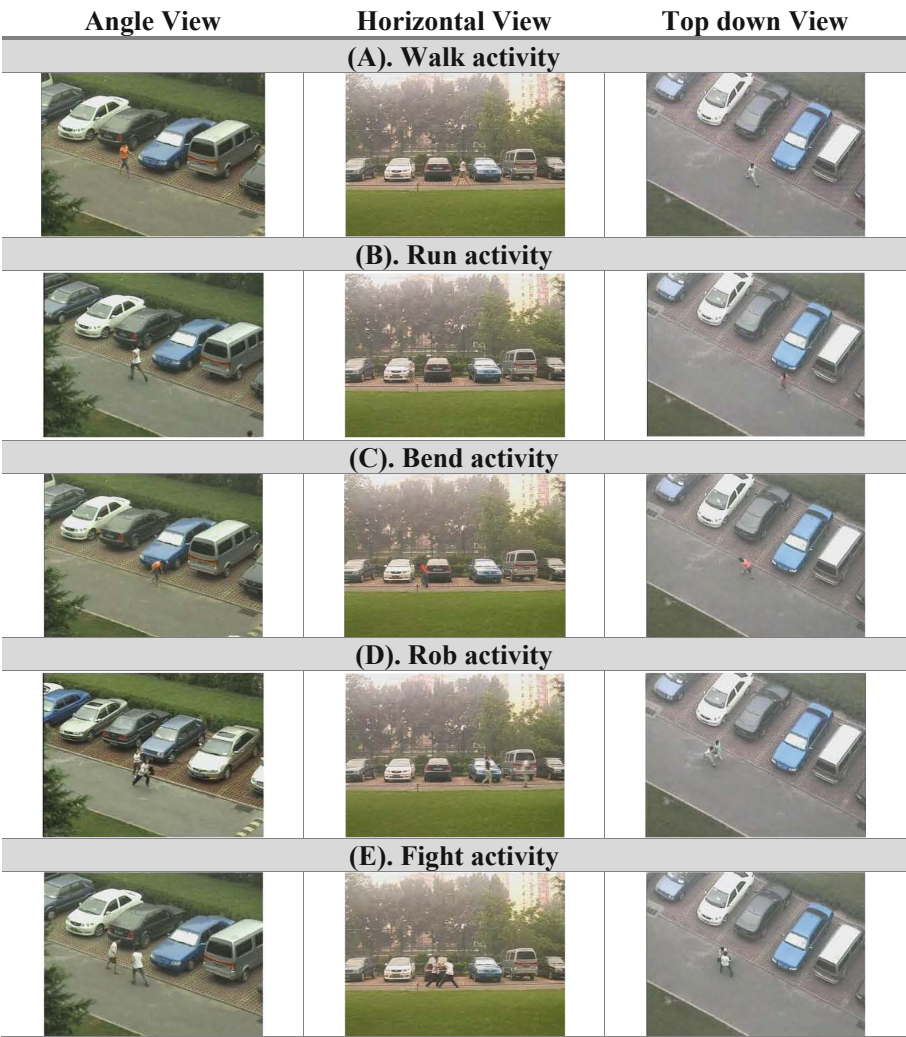 Angle View Horizontal View Top down View
(A). Walk activity
(B). Run activity
(C). Bend activity
(D). Rob activity
(E). Fight activity